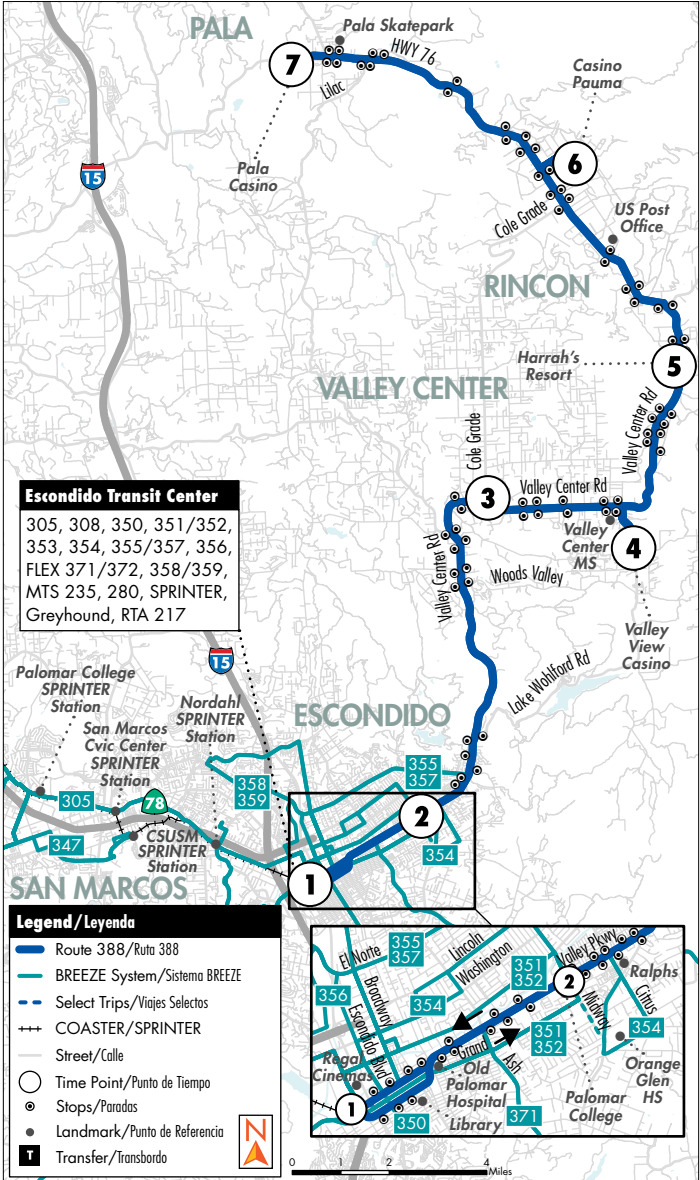 PALA
Pala Skatepark
7
HWY 76
Lilac
Casino
Pauma
15
Pala
Casino
6
Cole Grade
US Post
Office
RINCON
Harrah's
Resort
5
VALLEY CENTER
Cole Grade
Valley Center Rd
3
Valley Center Rd
Valley
Center
MS
4
Valley Center Rd
Woods Valley
Valley
View
Casino
Escondido Transit Center
305, 308, 350, 351/352,
353, 354, 355/357, 356,
FLEX 371/372, 358/359,
MTS 235, 280, SPRINTER,
Greyhound, RTA 217
15
Lake Wohlford Rd
Palomar College
SPRINTER
Station
San Marcos
Cvic Center
SPRINTER
Station
Nordahl
SPRINTER
Station
ESCONDIDO
355
357
358
359
305
78
2
347
CSUSM
SPRINTER
Station
354
1
SAN MARCOS
Legend/Leyenda
Route 388/Ruta 388
BREEZE System/Sistema BREEZE
Select Trips/Viajes Selectos
COASTER/SPRINTER
Street/Calle
Time Point/Punto de Tiempo
Stops/Paradas
Landmark/Punto de Referencia
T Transfer/Transbordo
N
El Norte
355
357
Lincoln
Washington
Valley Pkwy
Ralphs
351
352
2
356
Broadway
354
Midway
Citrus
354
Escondido Blvd
Grand
351
352
Ash
Regal
Cinemas
Old
Palomar
Hospital
Orange
Glen
HS
1
Library
350
371
Palomar
College
0 1 2 4
Miles